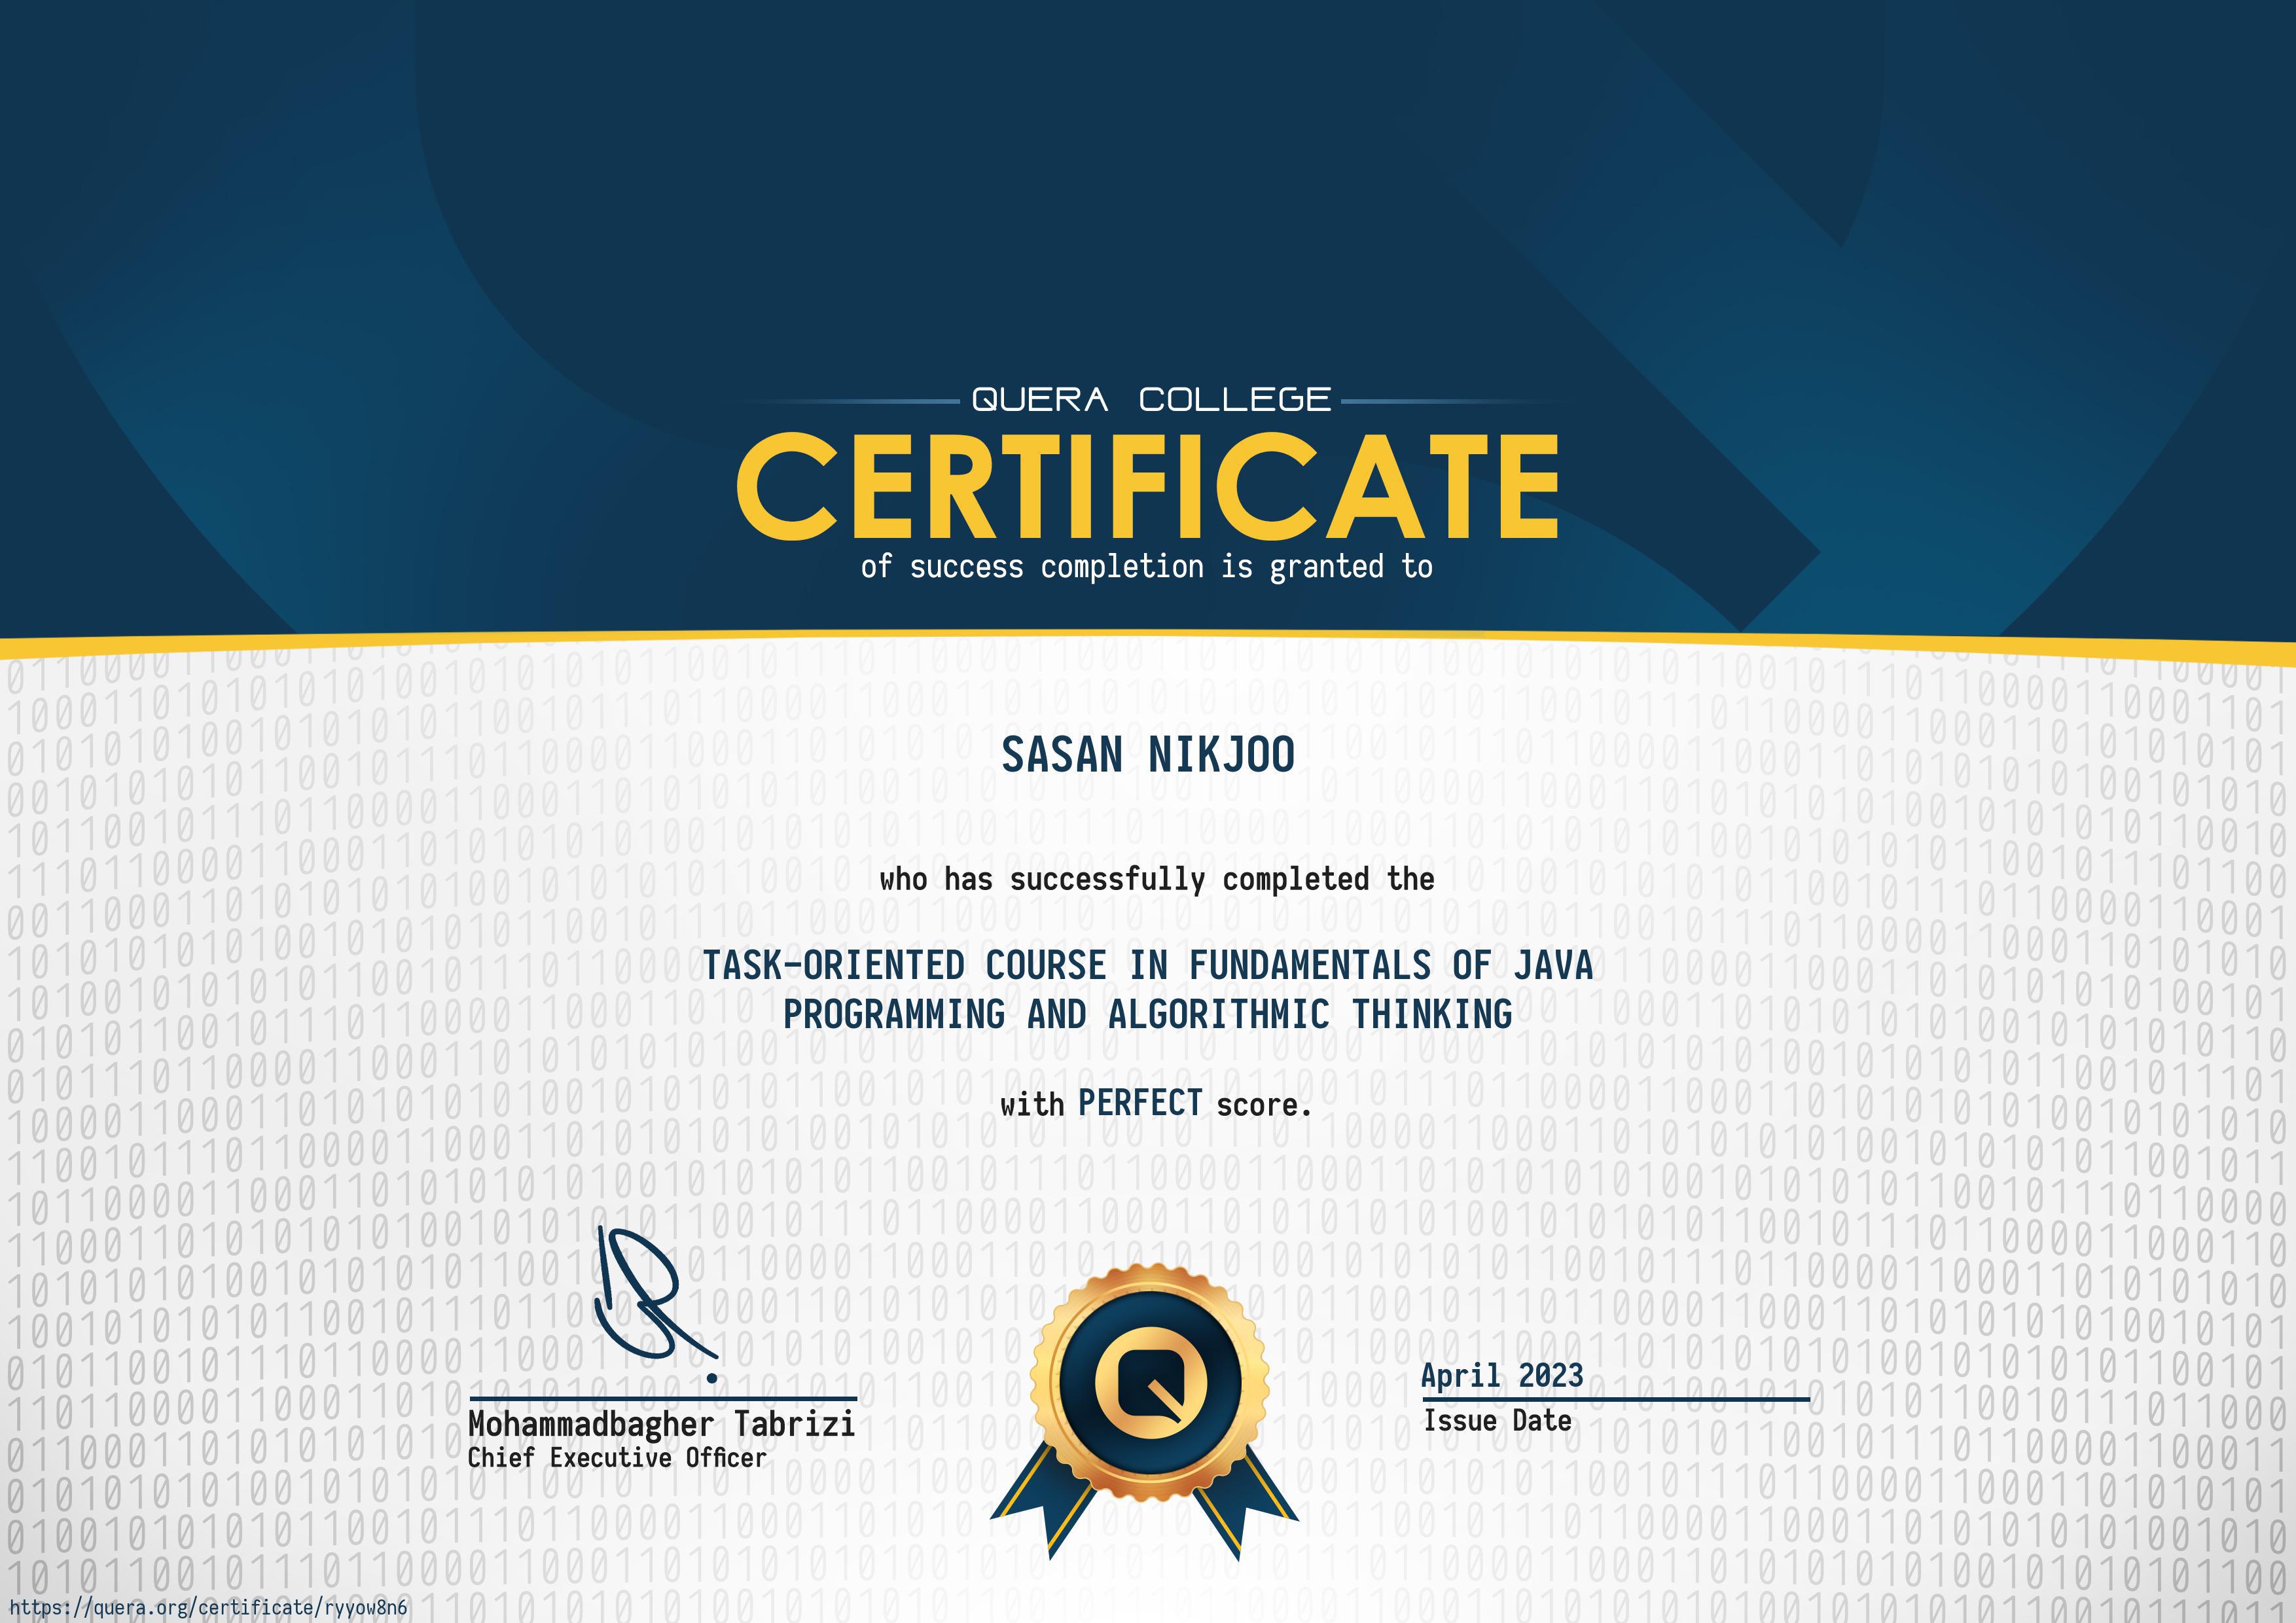 QUERA COLLEGE
CERTIFICATE
of success completion is granted to
SASAN NIKJOO
who has successfully completed the
TASK-ORIENTED COURSE IN FUNDAMENTALS OF JAVA
PROGRAMMING AND ALGORITHMIC THINKING
with PERFECT score.
Mohammadbagher Tabrizi
Chief Executive Officer
April 2023
Issue Date
https://quera.org/certificate/ryyow8n6